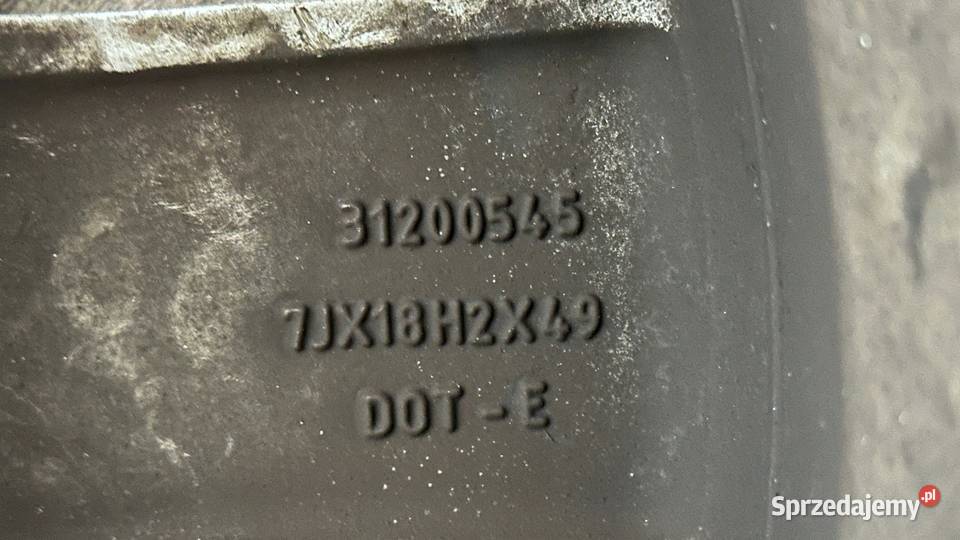 31200545
7JX18H2X49
DOT - E
Sprzedajemy.pl